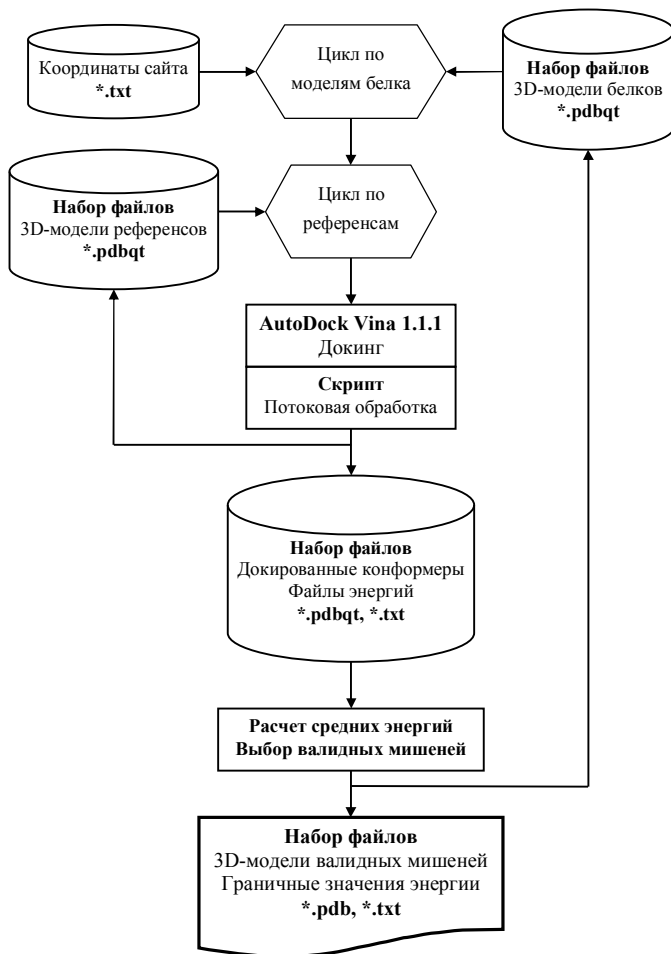 Координаты сайта
*.txt
Цикл по
моделям белка
Набор файлов
3D-модели белков
*.pdbqt
Набор файлов
3D-модели референсов
*.pdbqt
Цикл по
референсам
AutoDock Vina 1.1.1
Докинг
Скрипт
Потоковая обработка
Набор файлов
Докированные конформеры
Файлы энергий
*.pdbqt, *.txt
Расчет средних энергий
Выбор валидных мишеней
Набор файлов
3D-модели валидных мишеней
Граничные значения энергии
*.pdb, *.txt